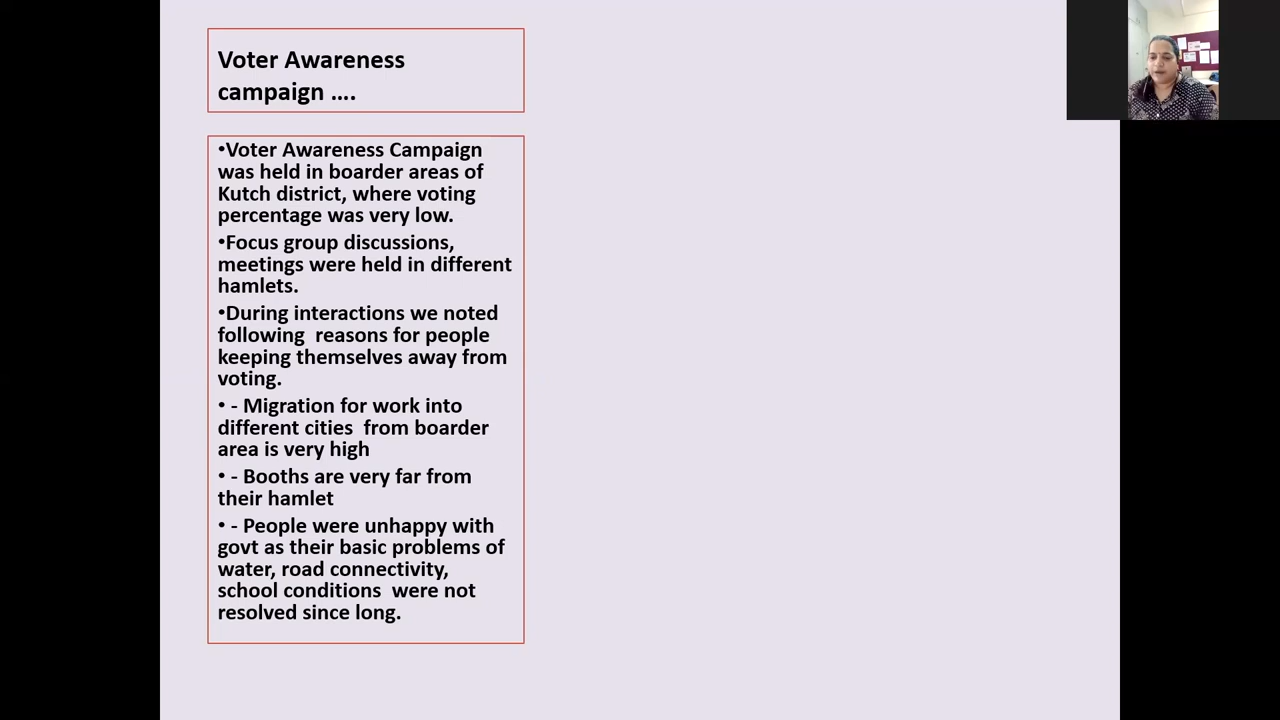 Voter Awareness
campaign ....
•Voter Awareness Campaign
was held in boarder areas of
Kutch district, where voting
percentage was very low.
•Focus group discussions,
meetings were held in different
hamlets.
•During interactions we noted
following  reasons for people
keeping themselves away from
voting.
• - Migration for work into
different cities  from boarder
area is very high
• - Booths are very far from
their hamlet
• - People were unhappy with
govt as their basic problems of
water, road connectivity,
school conditions  were not
resolved since long.